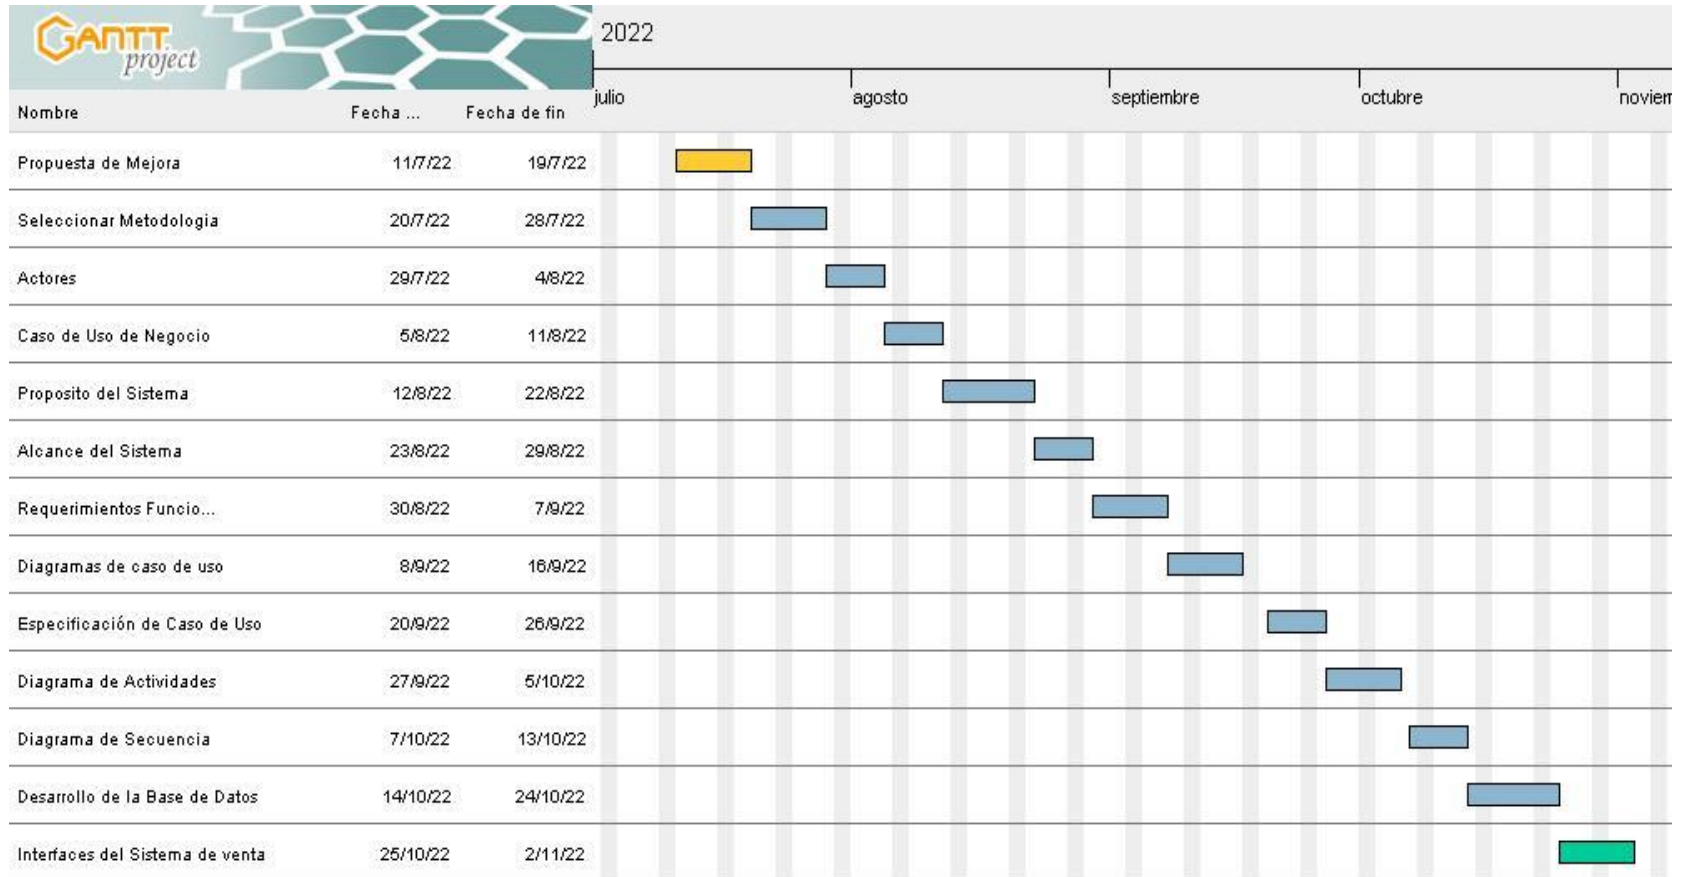 GANTT
project
2022
julio agosto septiembre octubre noviem
Nombre Fecha ... Fecha de fin
Propuesta de Mejora 11/7/22 19/7/22
Seleccionar Metodologia 20/7/22 28/7/22
Actores 29/7/22 4/8/22
Caso de Uso de Negocio 5/8/22 11/8/22
Proposito del Sistema 12/8/22 22/8/22
Alcance del Sistema 23/8/22 29/8/22
Requerimientos Funcio... 30/8/22 7/9/22
Diagramas de caso de uso 8/9/22 16/9/22
Especificación de Caso de Uso 20/9/22 26/9/22
Diagrama de Actividades 27/9/22 5/10/22
Diagrama de Secuencia 7/10/22 13/10/22
Desarrollo de la Base de Datos 14/10/22 24/10/22
Interfaces del Sistema de venta 25/10/22 2/11/22